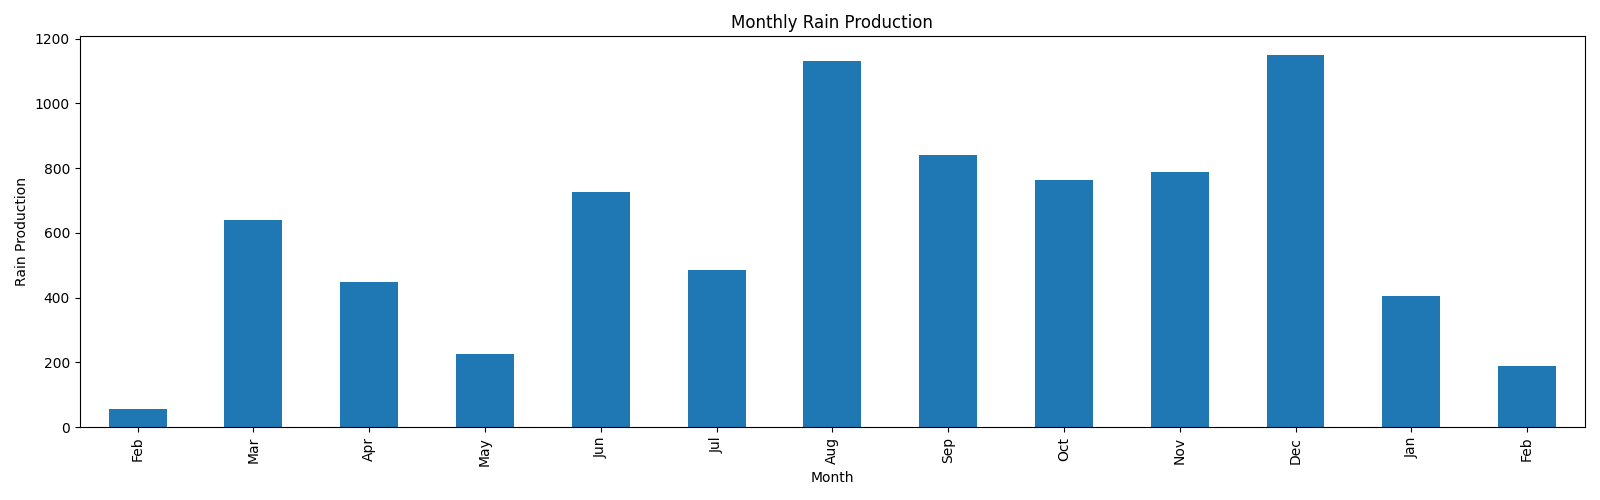 Monthly Rain Production
Rain Production
1200
1000
800
600
400
200
0
Feb
Mar
Apr
May
Jun
Jul
Aug
Sep
Oct
Nov
Dec
Jan
Feb
Month